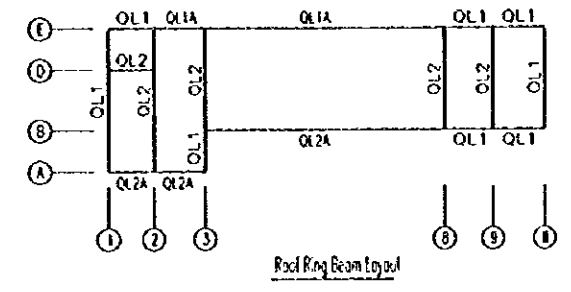 QL1 QL1A QL1A QL1 QL1
E
D QL2
QL1 QL2 QL2 QL2 QL2 QL1
B QL1 QL2A QL1 QL1
A
QL2A QL2A
1 2 3 8 9
Roof Ring Beam Layout